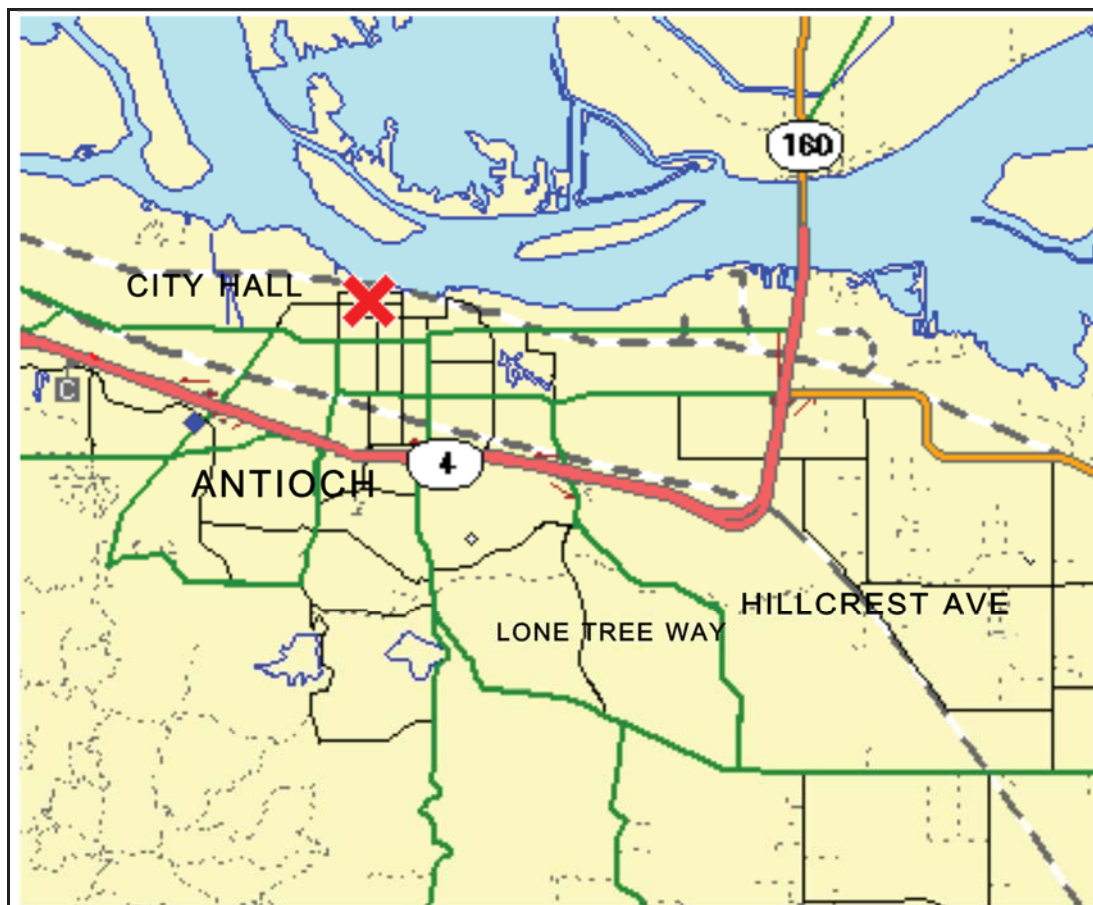 160
CITY HALL
C
4
ANTIOCH
HILLCREST AVE
LONE TREE WAY